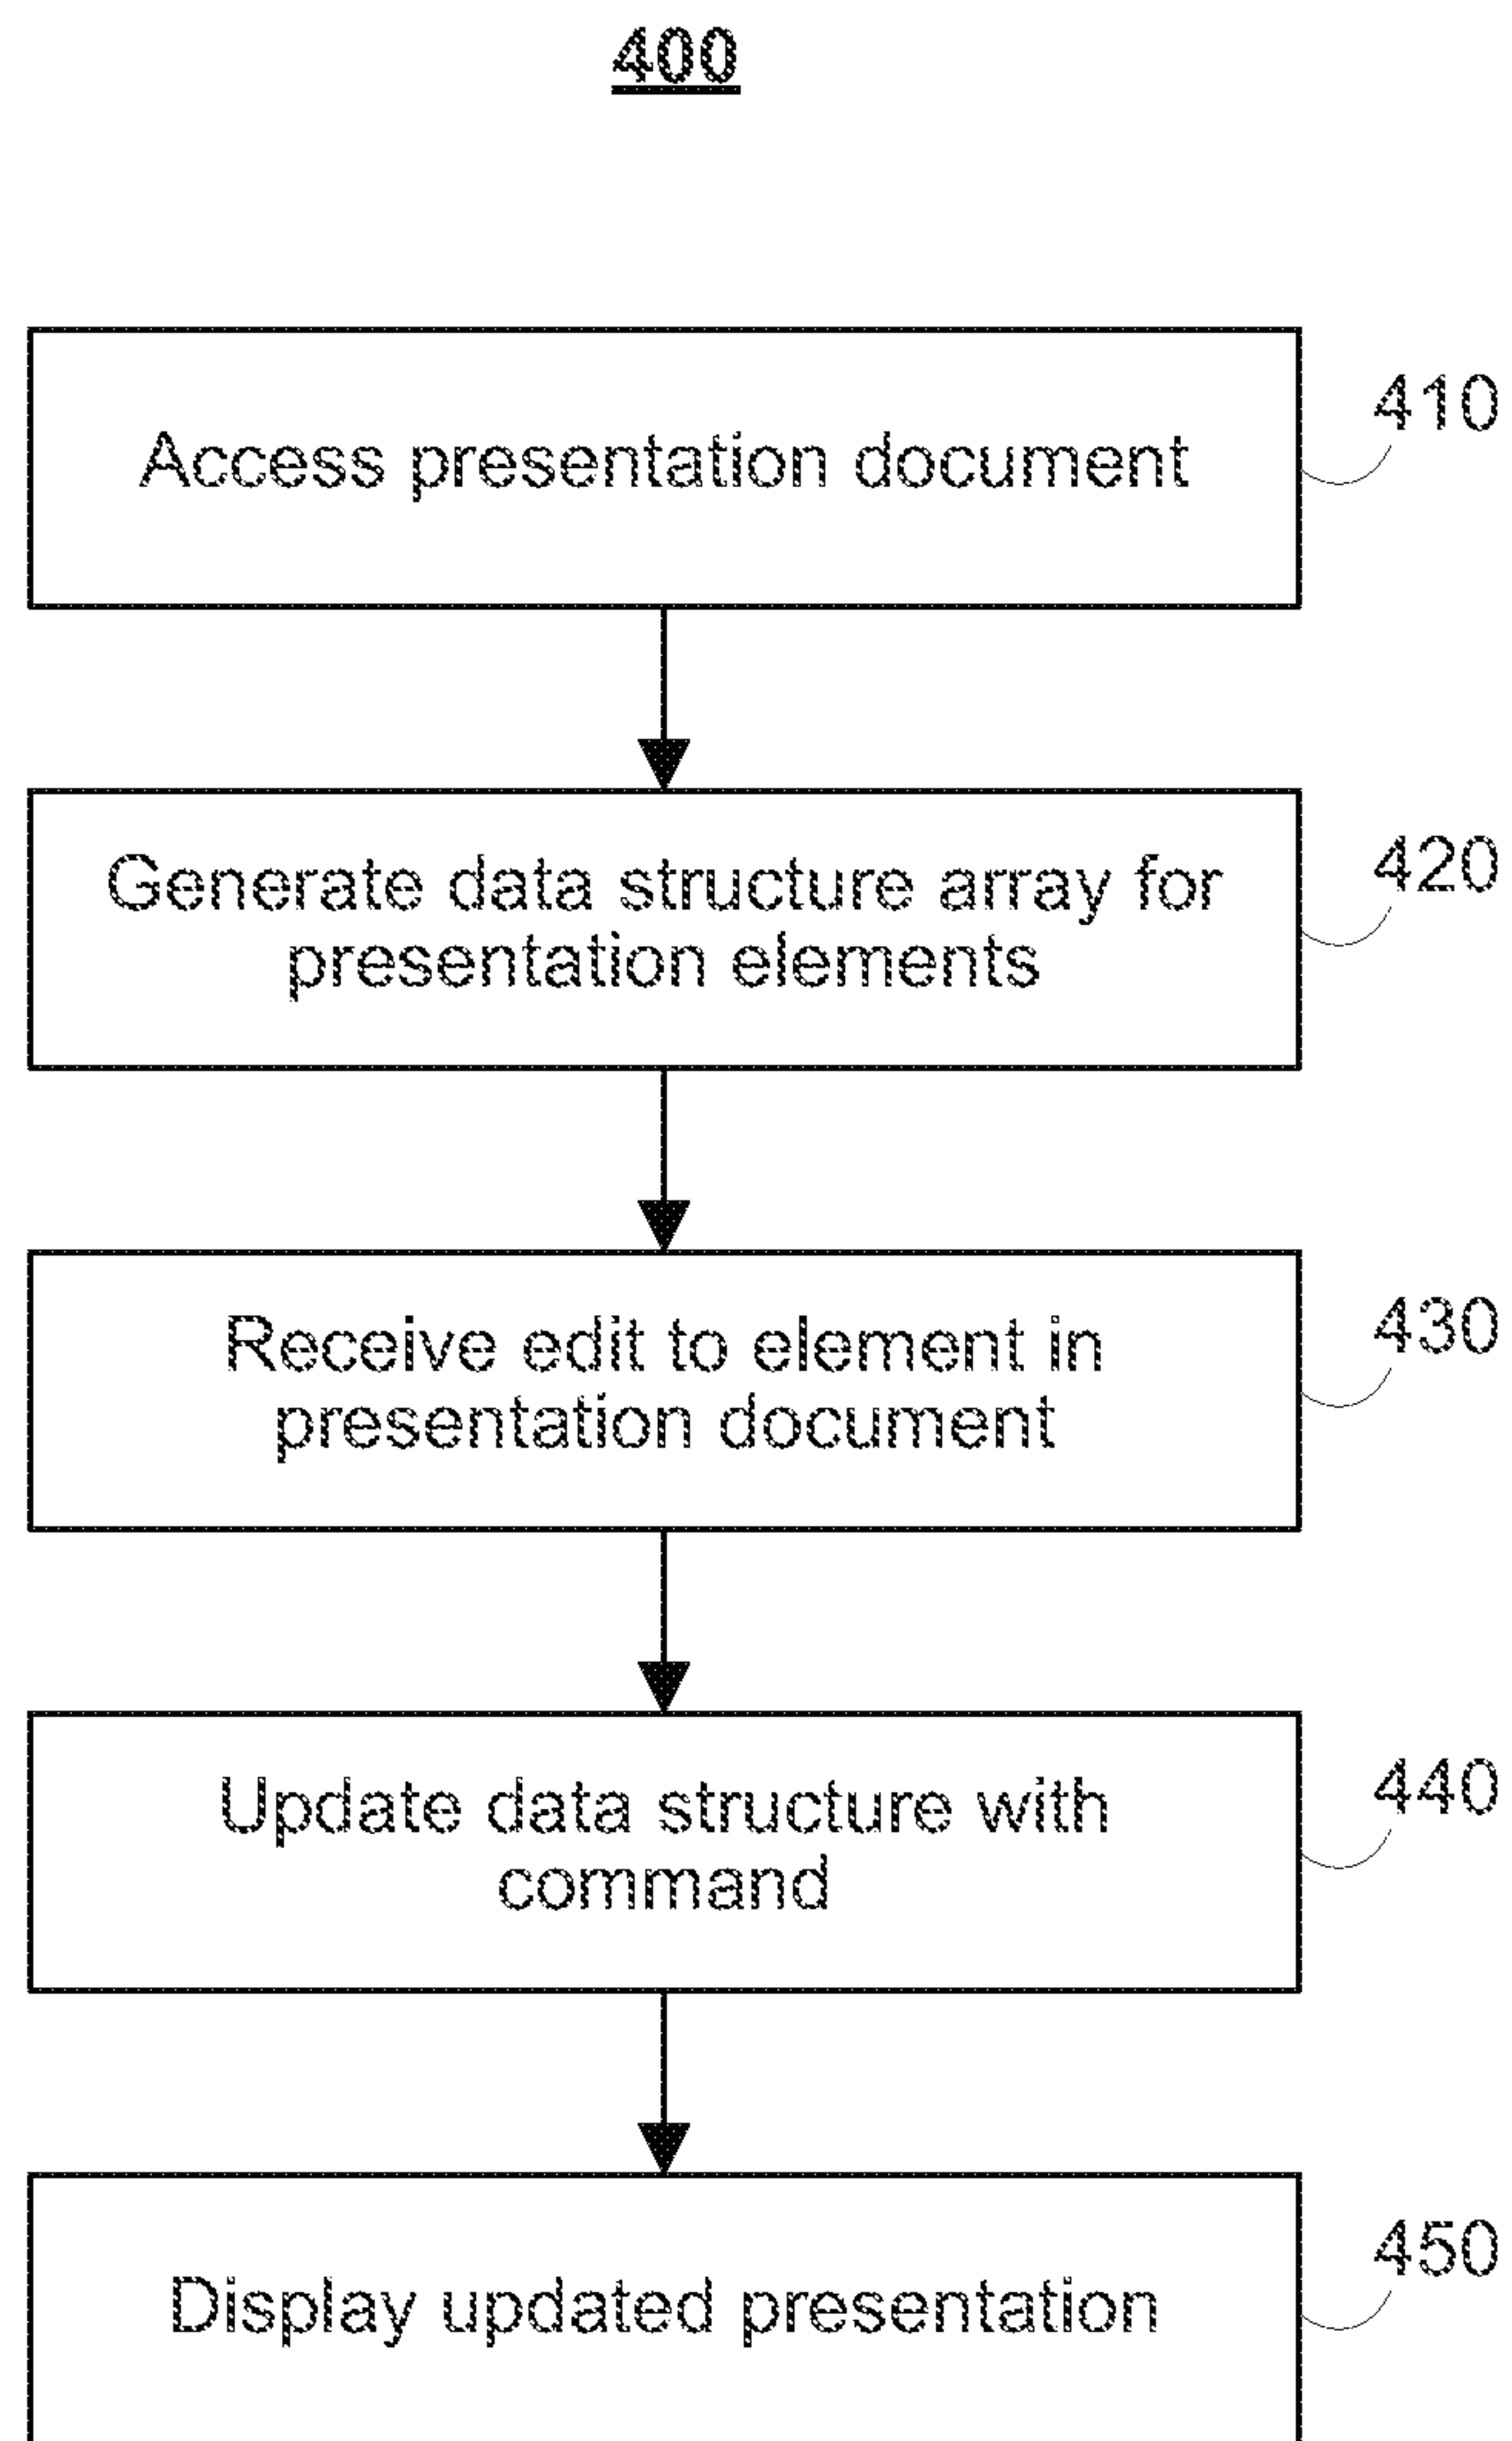 400
Access presentation document
410
Generate data structure array for
presentation elements
420
Receive edit to element in
presentation document
430
Update data structure with
command
440
Display updated presentation
450